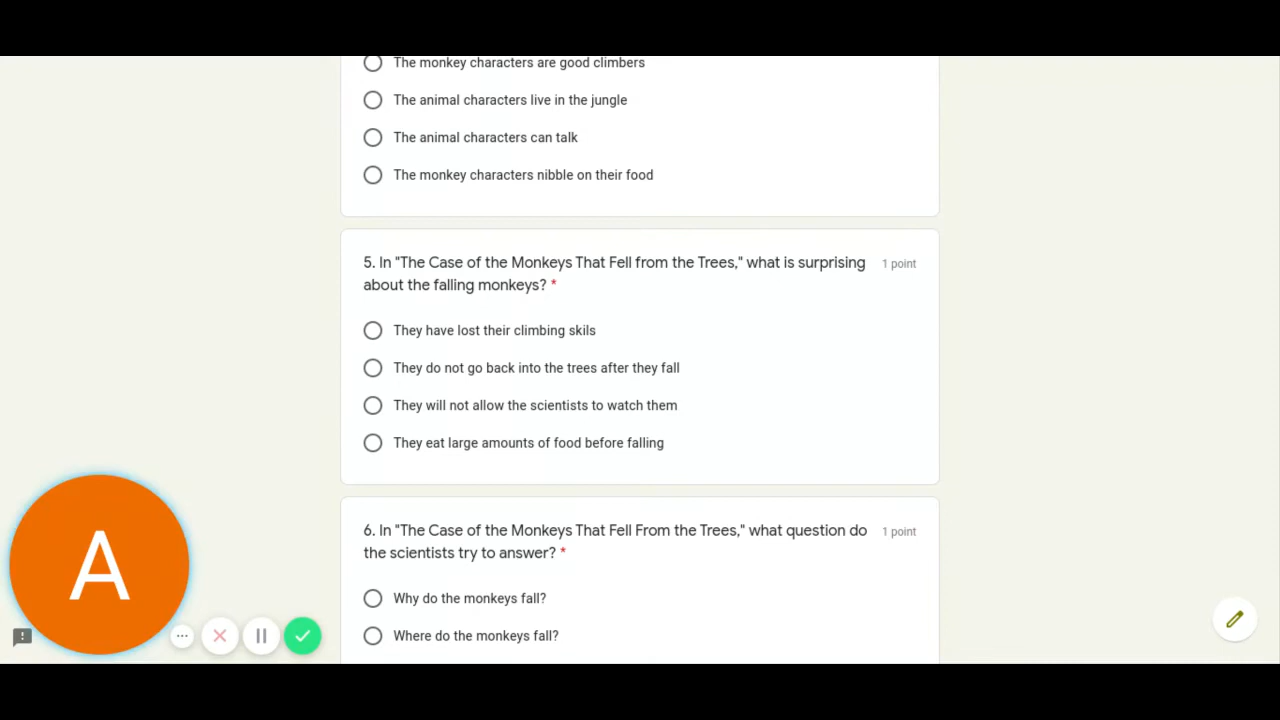 The monkey characters are good climbers
The animal characters live in the jungle
The animal characters can talk
The monkey characters nibble on their food
5. In "The Case of the Monkeys That Fell from the Trees," what is surprising
about the falling monkeys? *
1 point
They have lost their climbing skils
They do not go back into the trees after they fall
They will not allow the scientists to watch them
They eat large amounts of food before falling
6. In "The Case of the Monkeys That Fell From the Trees," what question do
the scientists try to answer? *
1 point
Why do the monkeys fall?
Where do the monkeys fall?
A